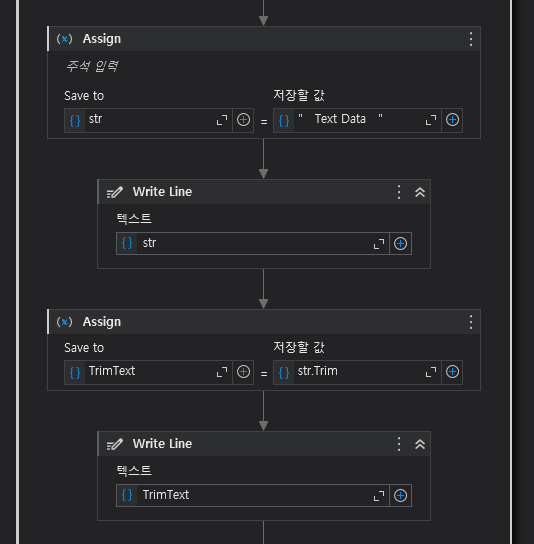 Assign
주석 입력
Save to 저장할 값
str = "   Text Data   "
Write Line
텍스트
str
Assign
Save to 저장할 값
TrimText = str.Trim
Write Line
텍스트
TrimText